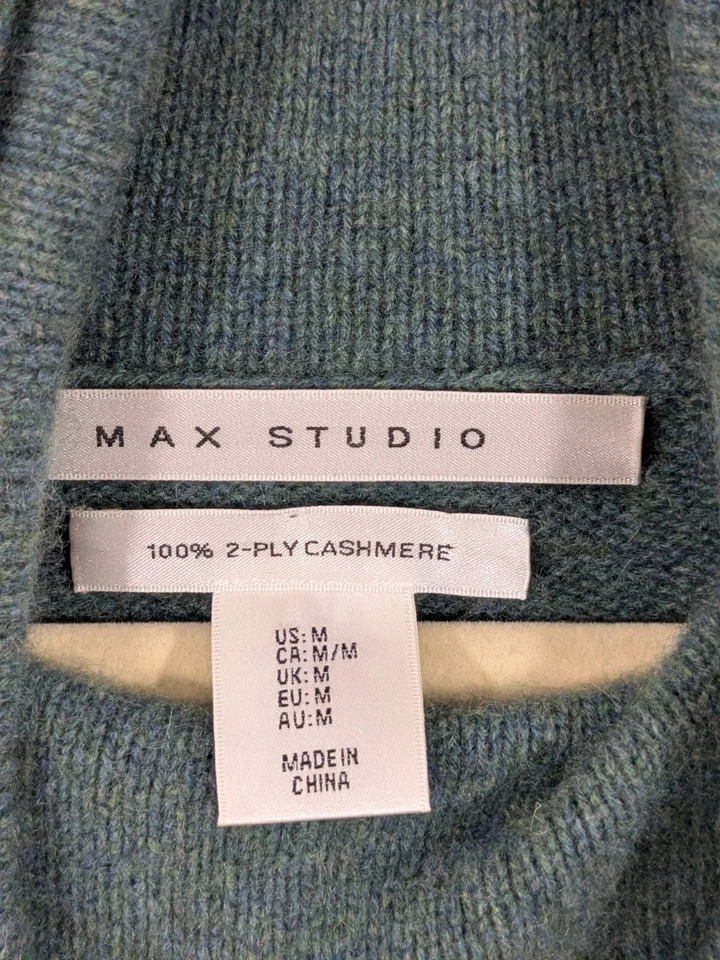 MAX STUDIO
100% 2-PLY CASHMERE
US: M
CA: M/M
UK: M
EU: M
AU: M
MADE IN
CHINA